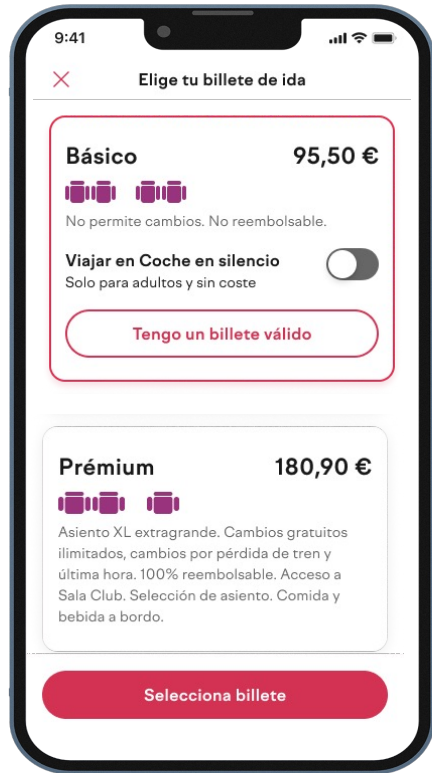 9:41
Elige tu billete de ida
Básico 95,50 €
No permite cambios. No reembolsable.
Viajar en Coche en silencio
Solo para adultos y sin coste
Tengo un billete válido
Prémium 180,90 €
Asiento XL extragrande. Cambios gratuitos
ilimitados, cambios por pérdida de tren y
última hora. 100% reembolsable. Acceso a
Sala Club. Selección de asiento. Comida y
bebida a bordo.
Selecciona billete